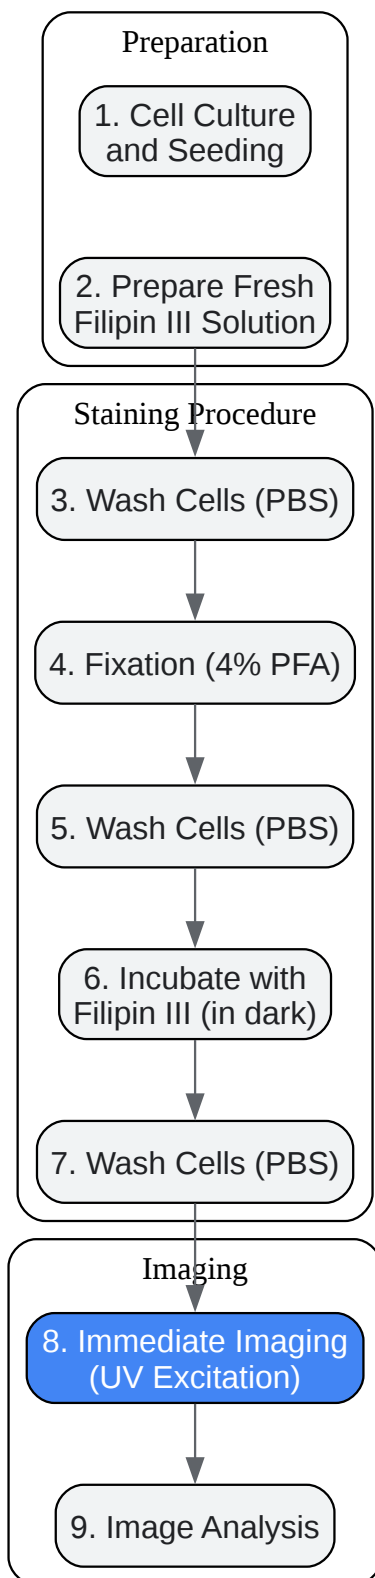 Preparation
1. Cell Culture
and Seeding
2. Prepare Fresh
Filipin III Solution
Staining Procedure
3. Wash Cells (PBS)
4. Fixation (4% PFA)
5. Wash Cells (PBS)
6. Incubate with
Filipin III (in dark)
7. Wash Cells (PBS)
Imaging
8. Immediate Imaging
(UV Excitation)
9. Image Analysis